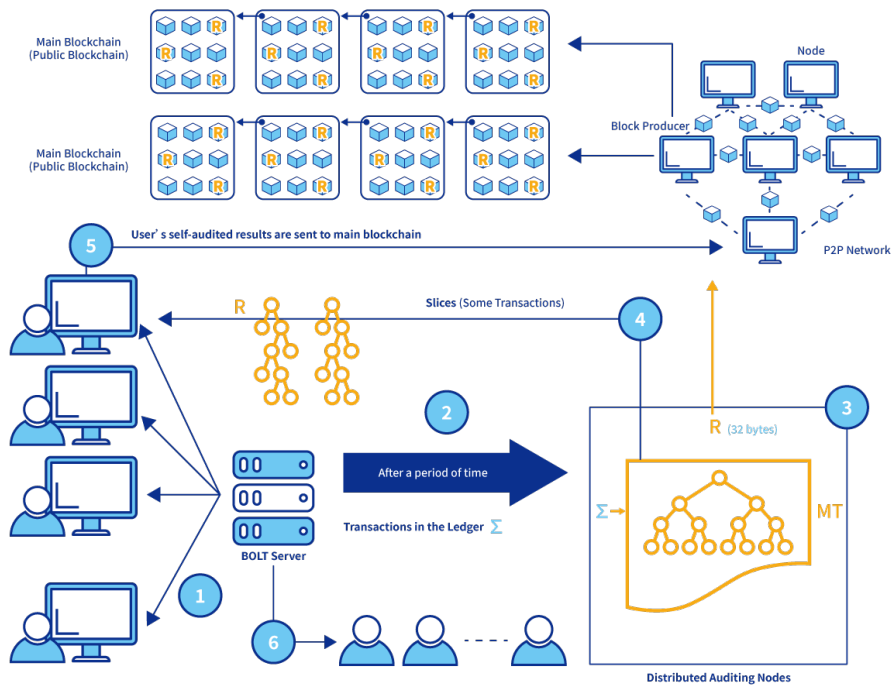 Main Blockchain
(Public Blockchain)
R R R R
R R R R
R R R R
Node
Block Producer
Main Blockchain
(Public Blockchain)
R R R R
R R R R
R R R R
P2P Network
5
User's self-audited results are sent to main blockchain
R
Slices (Some Transactions)
4
2
3
R (32 bytes)
After a period of time
Transactions in the Ledger Σ
Σ
MT
BOLT Server
1
6
Distributed Auditing Nodes